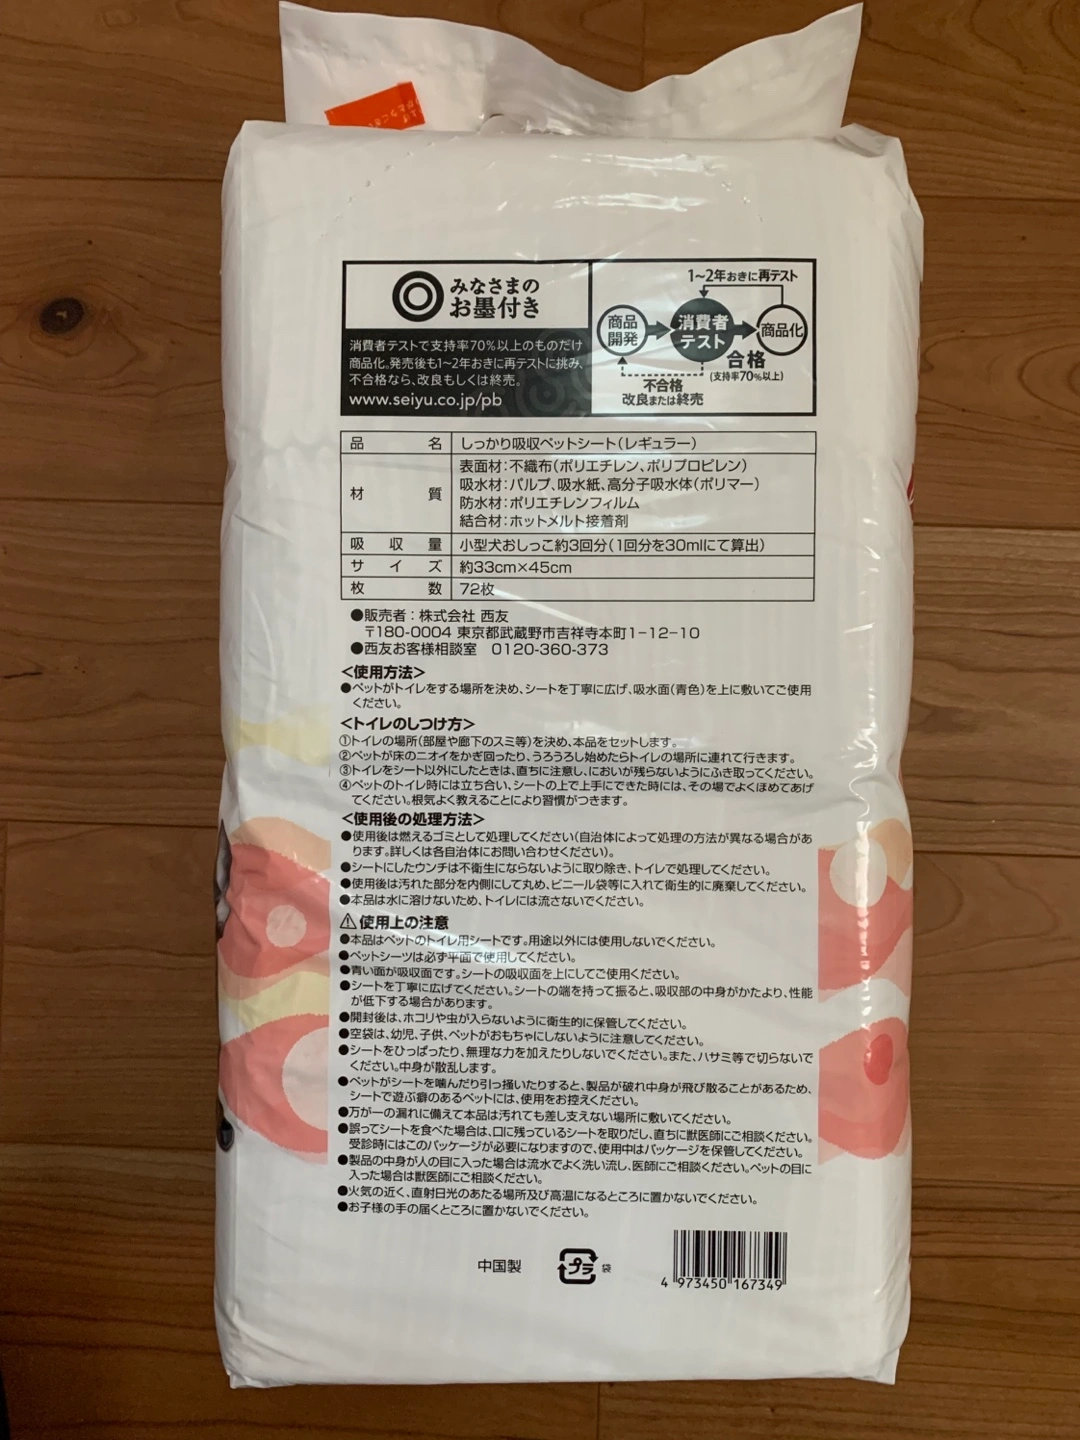 みなさまの
お墨付き
消費者テストで支持率70%以上のものだけ
商品化。発売後も1~2年おきに再テストに挑み、
不合格なら、改良もしくは終売。
www.seiyu.co.jp/pb
1~2年おきに再テスト
商品
開発
消費者
テスト
商品化
合格
(支持率70%以上)
不合格
改良または終売
品名 しっかり吸収ペットシート(レギュラー)
材質 表面材:不織布(ポリエチレン、ポリプロピレン)
吸水材:パルプ、吸水紙、高分子吸水体(ポリマー)
防水材:ポリエチレンフィルム
結合材:ホットメルト接着剤
吸収量 小型犬おしっこ約3回分(1回分を30mlにて算出)
サイズ 約33cm×45cm
枚数 72枚
●販売者:株式会社 西友
〒180-0004 東京都武蔵野市吉祥寺本町1-12-10
●西友お客様相談室 0120-360-373
<使用方法>
●ペットがトイレをする場所を決め、シートを丁寧に広げ、吸水面(青色)を上に敷いてご使用
ください。
<トイレのしつけ方>
①トイレの場所(部屋や廊下のスミ等)を決め、本品をセットします。
②ペットが床のニオイをかぎ回ったり、うろうろし始めたらトイレの場所に連れて行きます。
③トイレをシート以外にしたときは、直ちに注意し、においが残らないようにふき取ってください。
④ペットのトイレ時には立ち合い、シートの上で上手にできた時には、その場でよくほめてあげ
てください。根気よく教えることにより習慣がつきます。
<使用後の処理方法>
●使用後は燃えるゴミとして処理してください(自治体によって処理の方法が異なる場合があ
ります。詳しくは各自治体にお問い合わせください)。
●シートにしたウンチは不衛生にならないように取り除き、トイレで処理してください。
●使用後は汚れた部分を内側にして丸め、ビニール袋等に入れて衛生的に廃棄してください。
●本品は水に溶けないため、トイレには流さないでください。
⚠使用上の注意
●本品はペットのトイレ用シートです。用途以外には使用しないでください。
●ペットシーツは必ず平面で使用してください。
●青い面が吸収面です。シートの吸収面を上にしてご使用ください。
●シートを丁寧に広げてください。シートの端を持って振ると、吸収部の中身がかたより、性能
が低下する場合があります。
●開封後は、ホコリや虫が入らないように衛生的に保管してください。
●空袋は、幼児、子供、ペットがおもちゃにしないように注意してください。
●シートをひっぱったり、無理な力を加えたりしないでください。また、ハサミ等で切らないで
ください。中身が散乱します。
●ペットがシートを噛んだり引っ掻いたりすると、製品が破れ中身が飛び散ることがあるため、
シートで遊ぶ癖のあるペットには、使用をお控えください。
●万が一の漏れに備えて本品は汚れても差し支えない場所に敷いてください。
●誤ってシートを食べた場合は、口に残っているシートを取りだし、直ちに獣医師にご相談ください。
受診時にはこのパッケージが必要になりますので、使用中はパッケージを保管してください。
●製品の中身が人の目に入った場合は流水でよく洗い流し、医師にご相談ください。ペットの目に
入った場合は獣医師にご相談ください。
●火気の近く、直射日光のあたる場所及び高温になるところに置かないでください。
●お子様の手の届くところに置かないでください。
中国製
プラ
袋
4 973450 167349